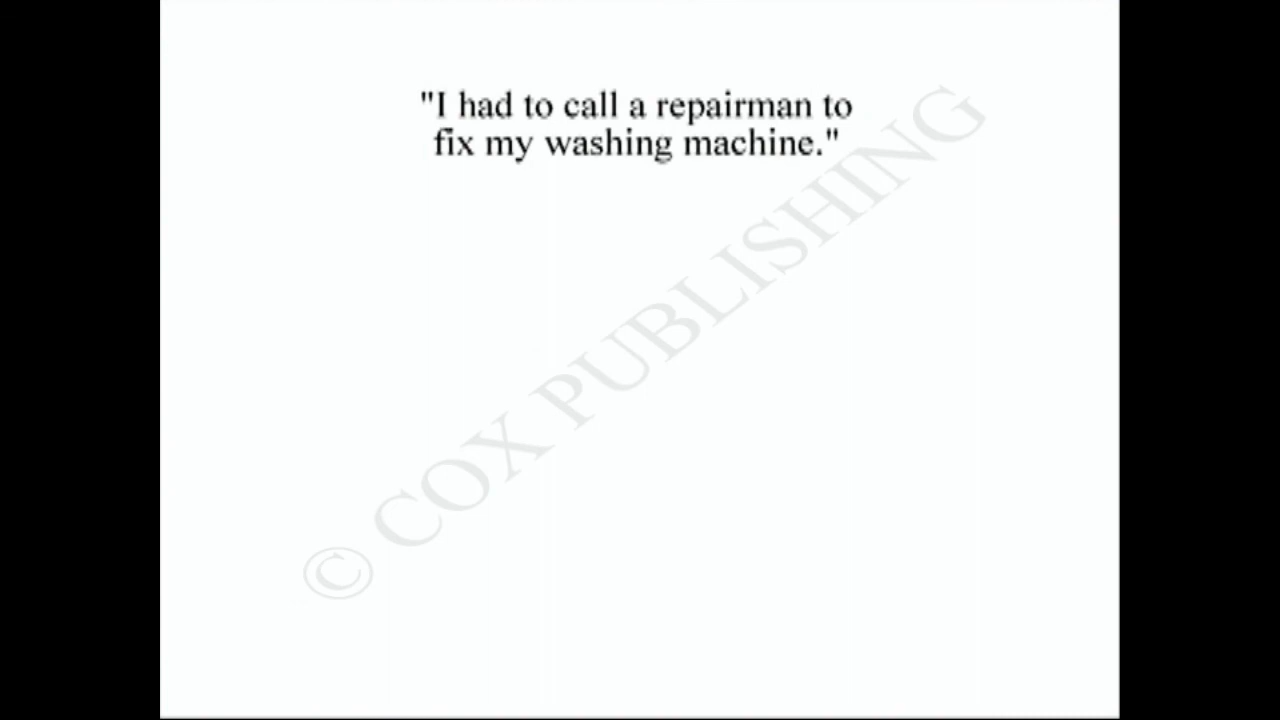 "I had to call a repairman to
fix my washing machine."
© COX PUBLISHING